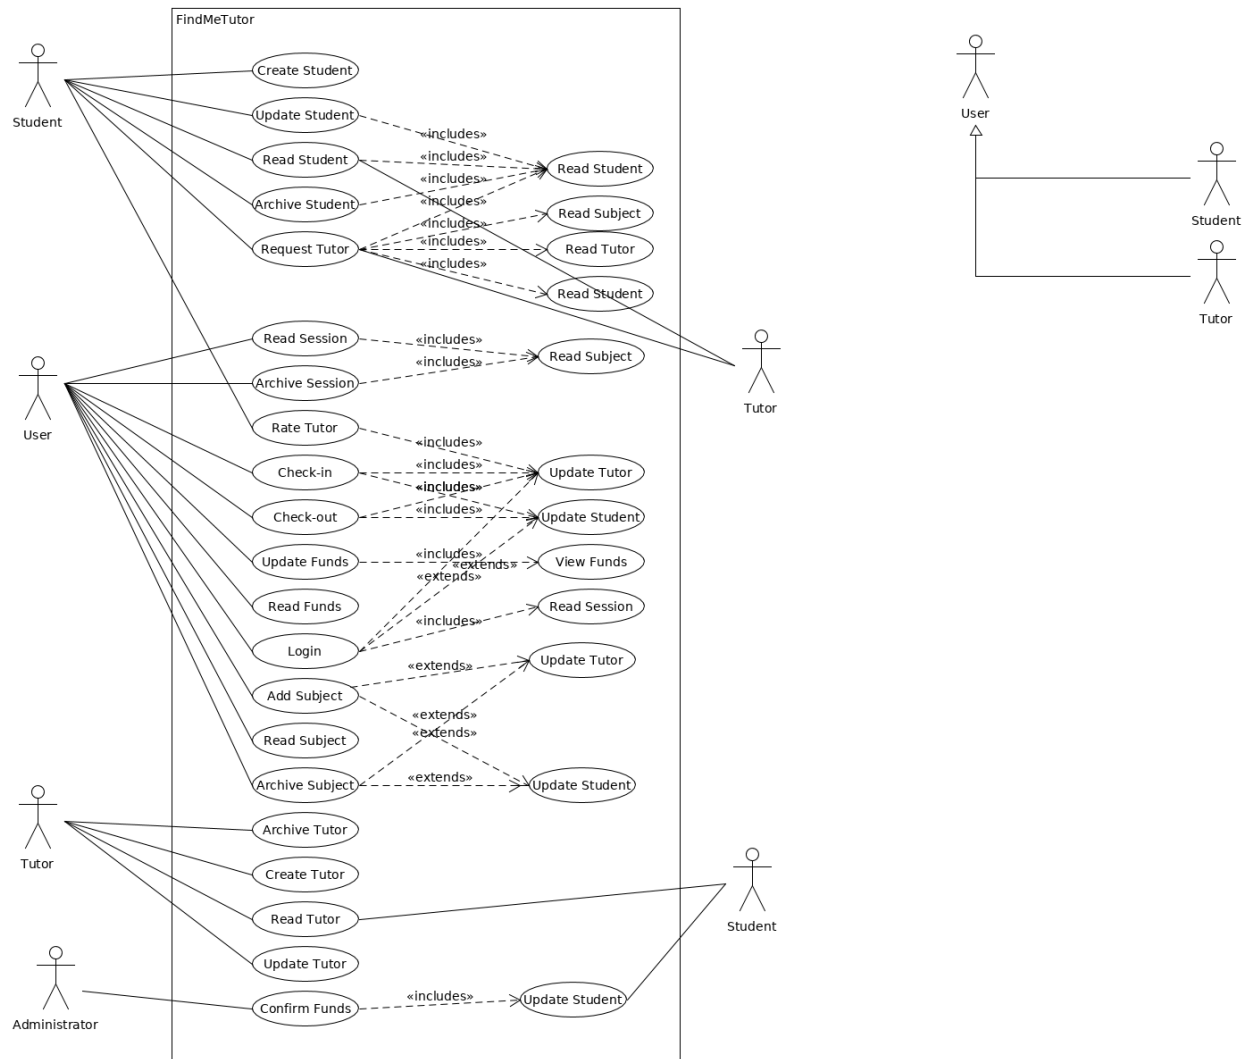 FindMeTutor
Student
Create Student
Update Student
«includes»
Read Student
«includes»
Read Student
«includes»
Archive Student
«includes»
Read Subject
«includes»
Request Tutor
«includes»
Read Tutor
«includes»
Read Student
User
Student
Tutor
Read Session
«includes»
Read Subject
Archive Session
«includes»
Tutor
User
Rate Tutor
«includes»
Check-in
«includes»
Update Tutor
«includes»
«includes»
Check-out
«includes»
Update Student
Update Funds
«includes»
View Funds
«extends»
«extends»
Read Funds
Read Session
«includes»
Login
Update Tutor
«extends»
Add Subject
«extends»
«extends»
Read Subject
Archive Subject
«extends»
Update Student
Archive Tutor
Tutor
Create Tutor
Read Tutor
Student
Update Tutor
Confirm Funds
«includes»
Update Student
Administrator